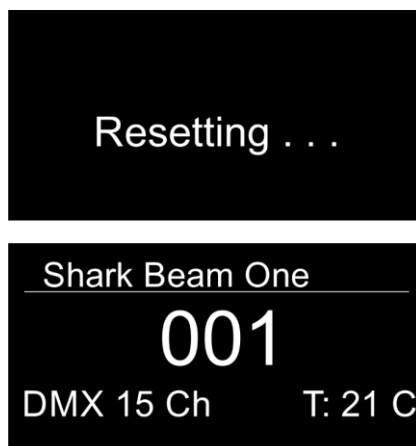 Resetting . . .
Shark Beam One
001
DMX 15 Ch
T: 21 C